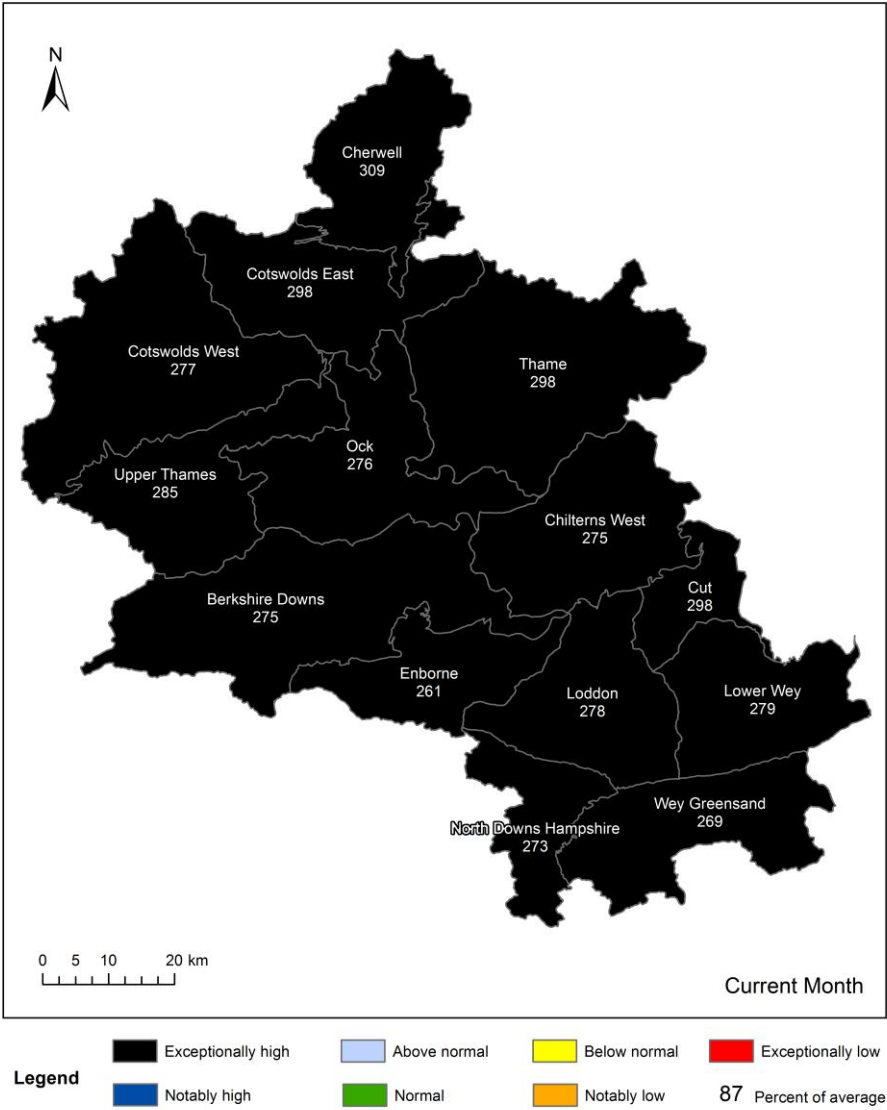 N
Cherwell
309
Cotswolds East
298
Cotswolds West
277
Thame
298
Ock
276
Upper Thames
285
Chilterns West
275
Cut
298
Berkshire Downs
275
Enborne
261
Loddon
278
Lower Wey
279
Wey Greensand
269
North Downs Hampshire
273
0 5 10 20 km
Current Month
Legend
Exceptionally high
Above normal
Below normal
Exceptionally low
Notably high
Normal
Notably low
87 Percent of average